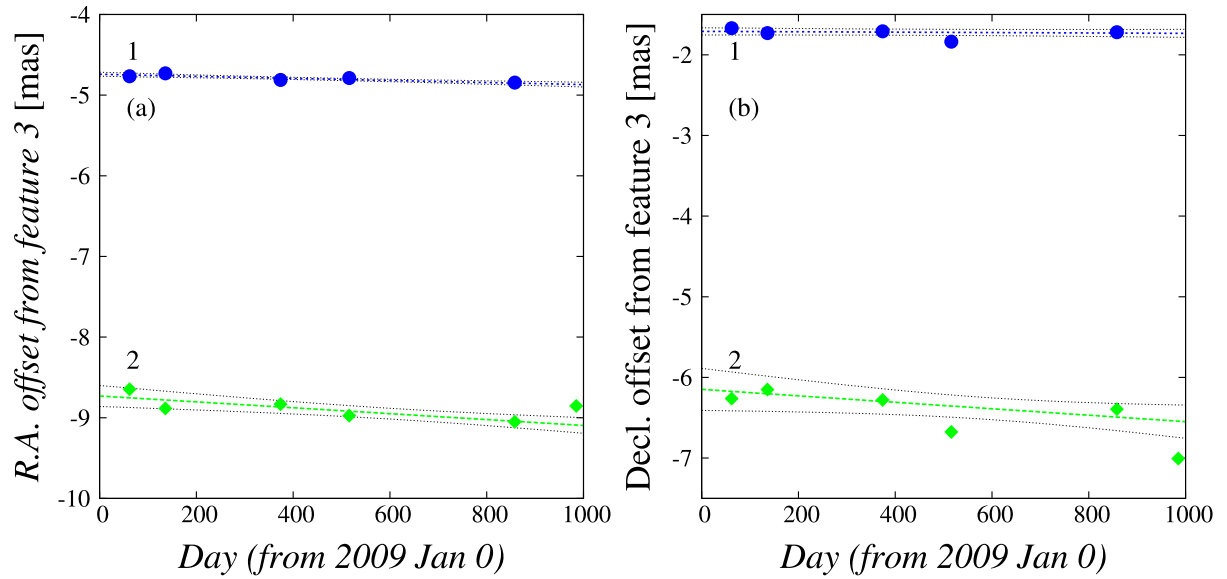 R.A. offset from feature 3 [mas]
-4
-5
-6
-7
-8
-9
-10
1
(a)
2
0 200 400 600 800 1000
Day (from 2009 Jan 0)
Decl. offset from feature 3 [mas]
-2
-3
-4
-5
-6
-7
1
(b)
2
0 200 400 600 800 1000
Day (from 2009 Jan 0)